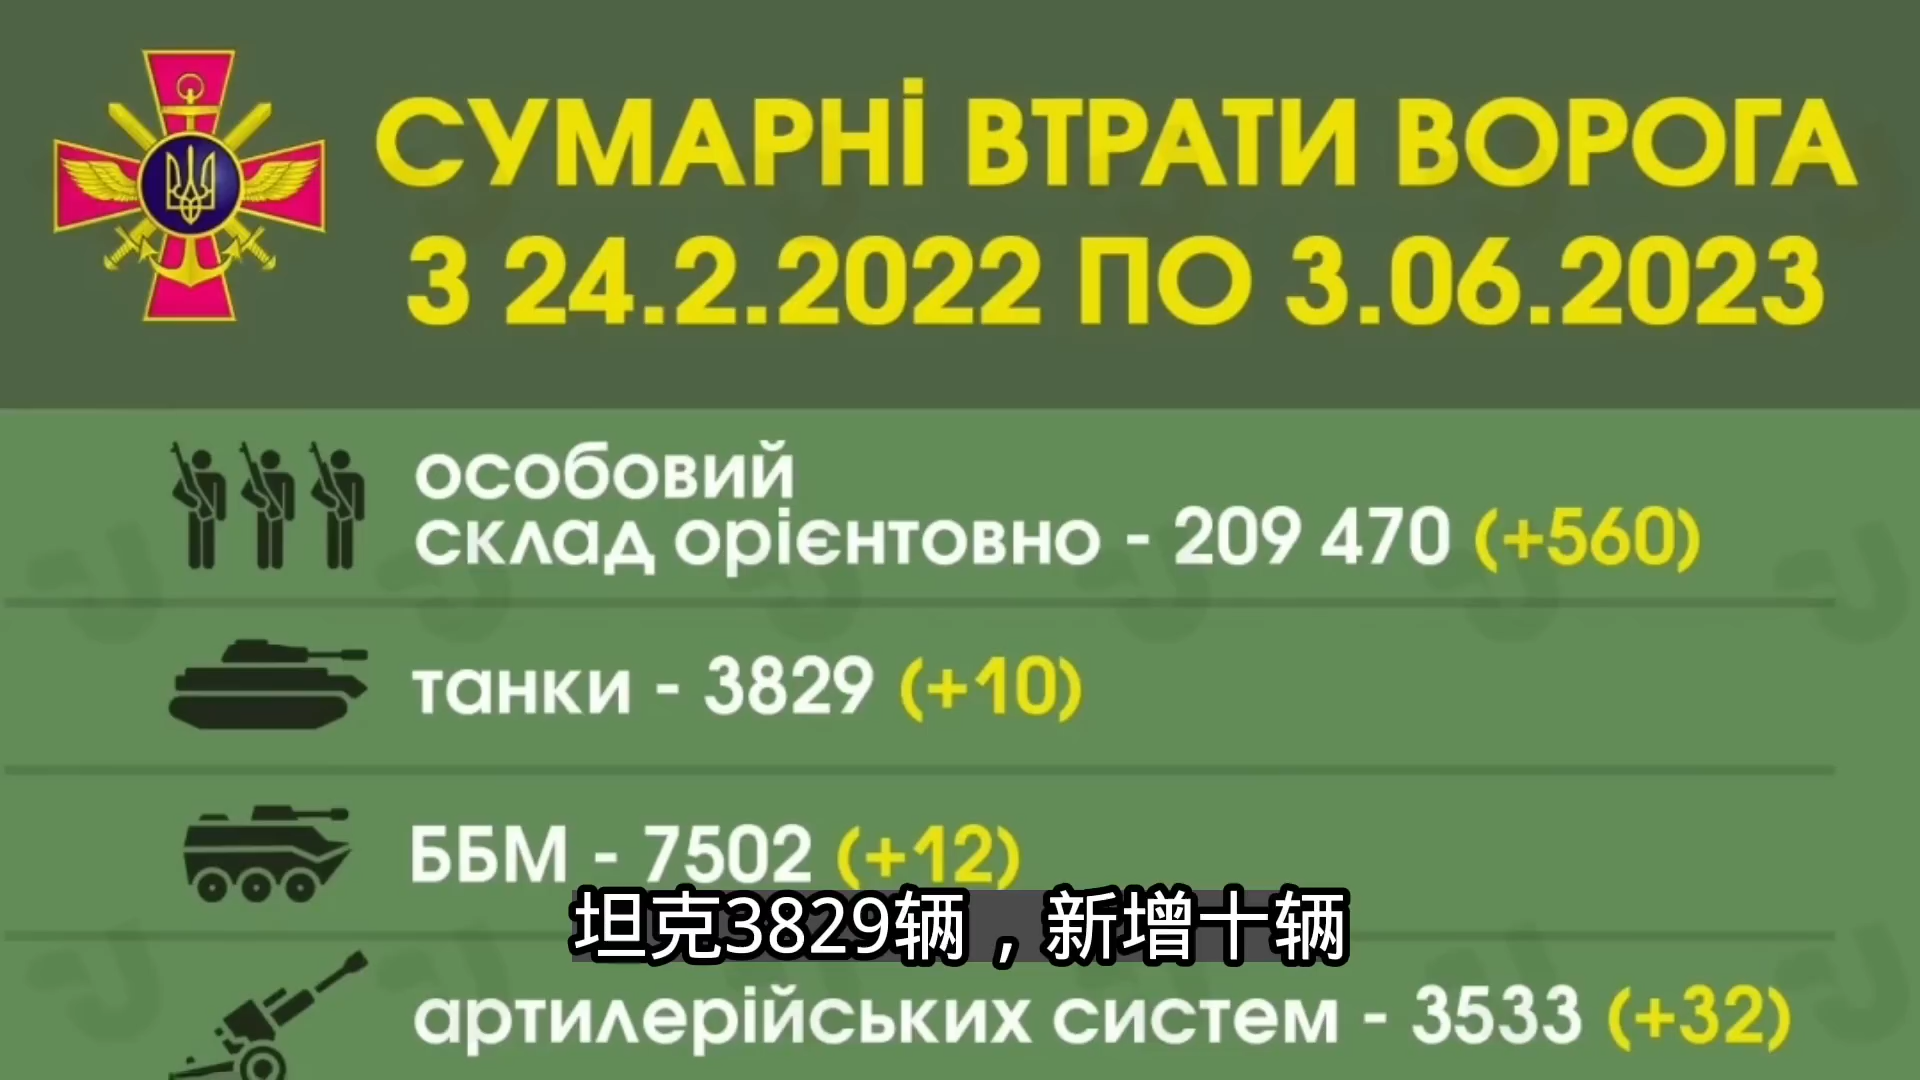 СУМАРНІ ВТРАТИ ВОРОГА
З 24.2.2022 ПО 3.06.2023
особовий
склад орієнтовно - 209 470 (+560)
танки - 3829 (+10)
ББМ - 7502 (+12)
坦克3829辆，新增十辆
артилерійських систем - 3533 (+32)